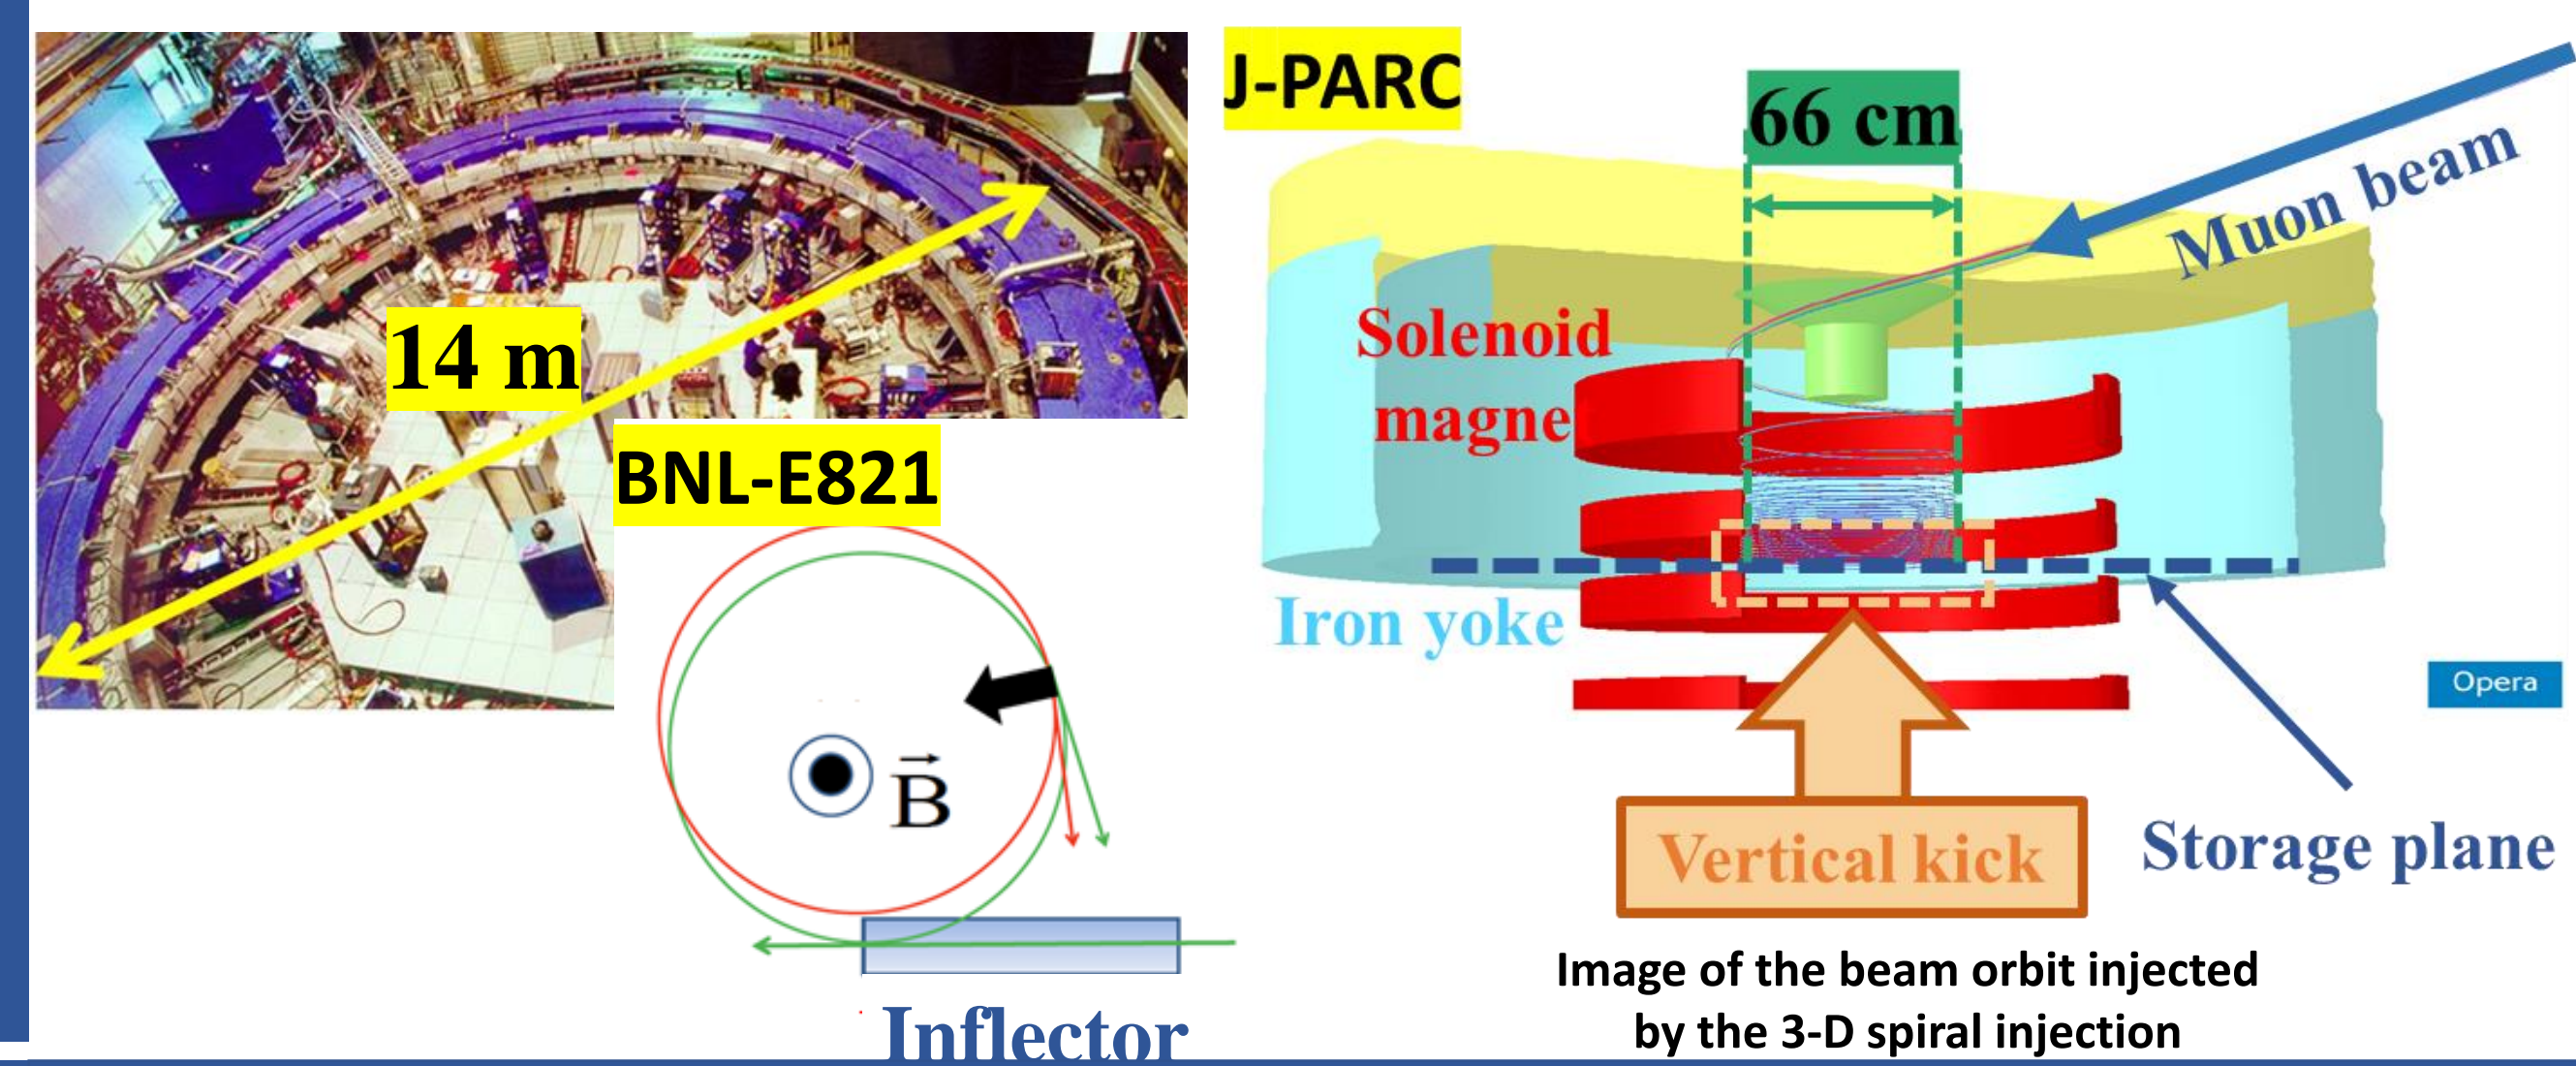 14 m
BNL-E821
B
Inflector
J-PARC
66 cm
Muon beam
Solenoid
magne
Iron yoke
Opera
Vertical kick
Storage plane
Image of the beam orbit injected
by the 3-D spiral injection